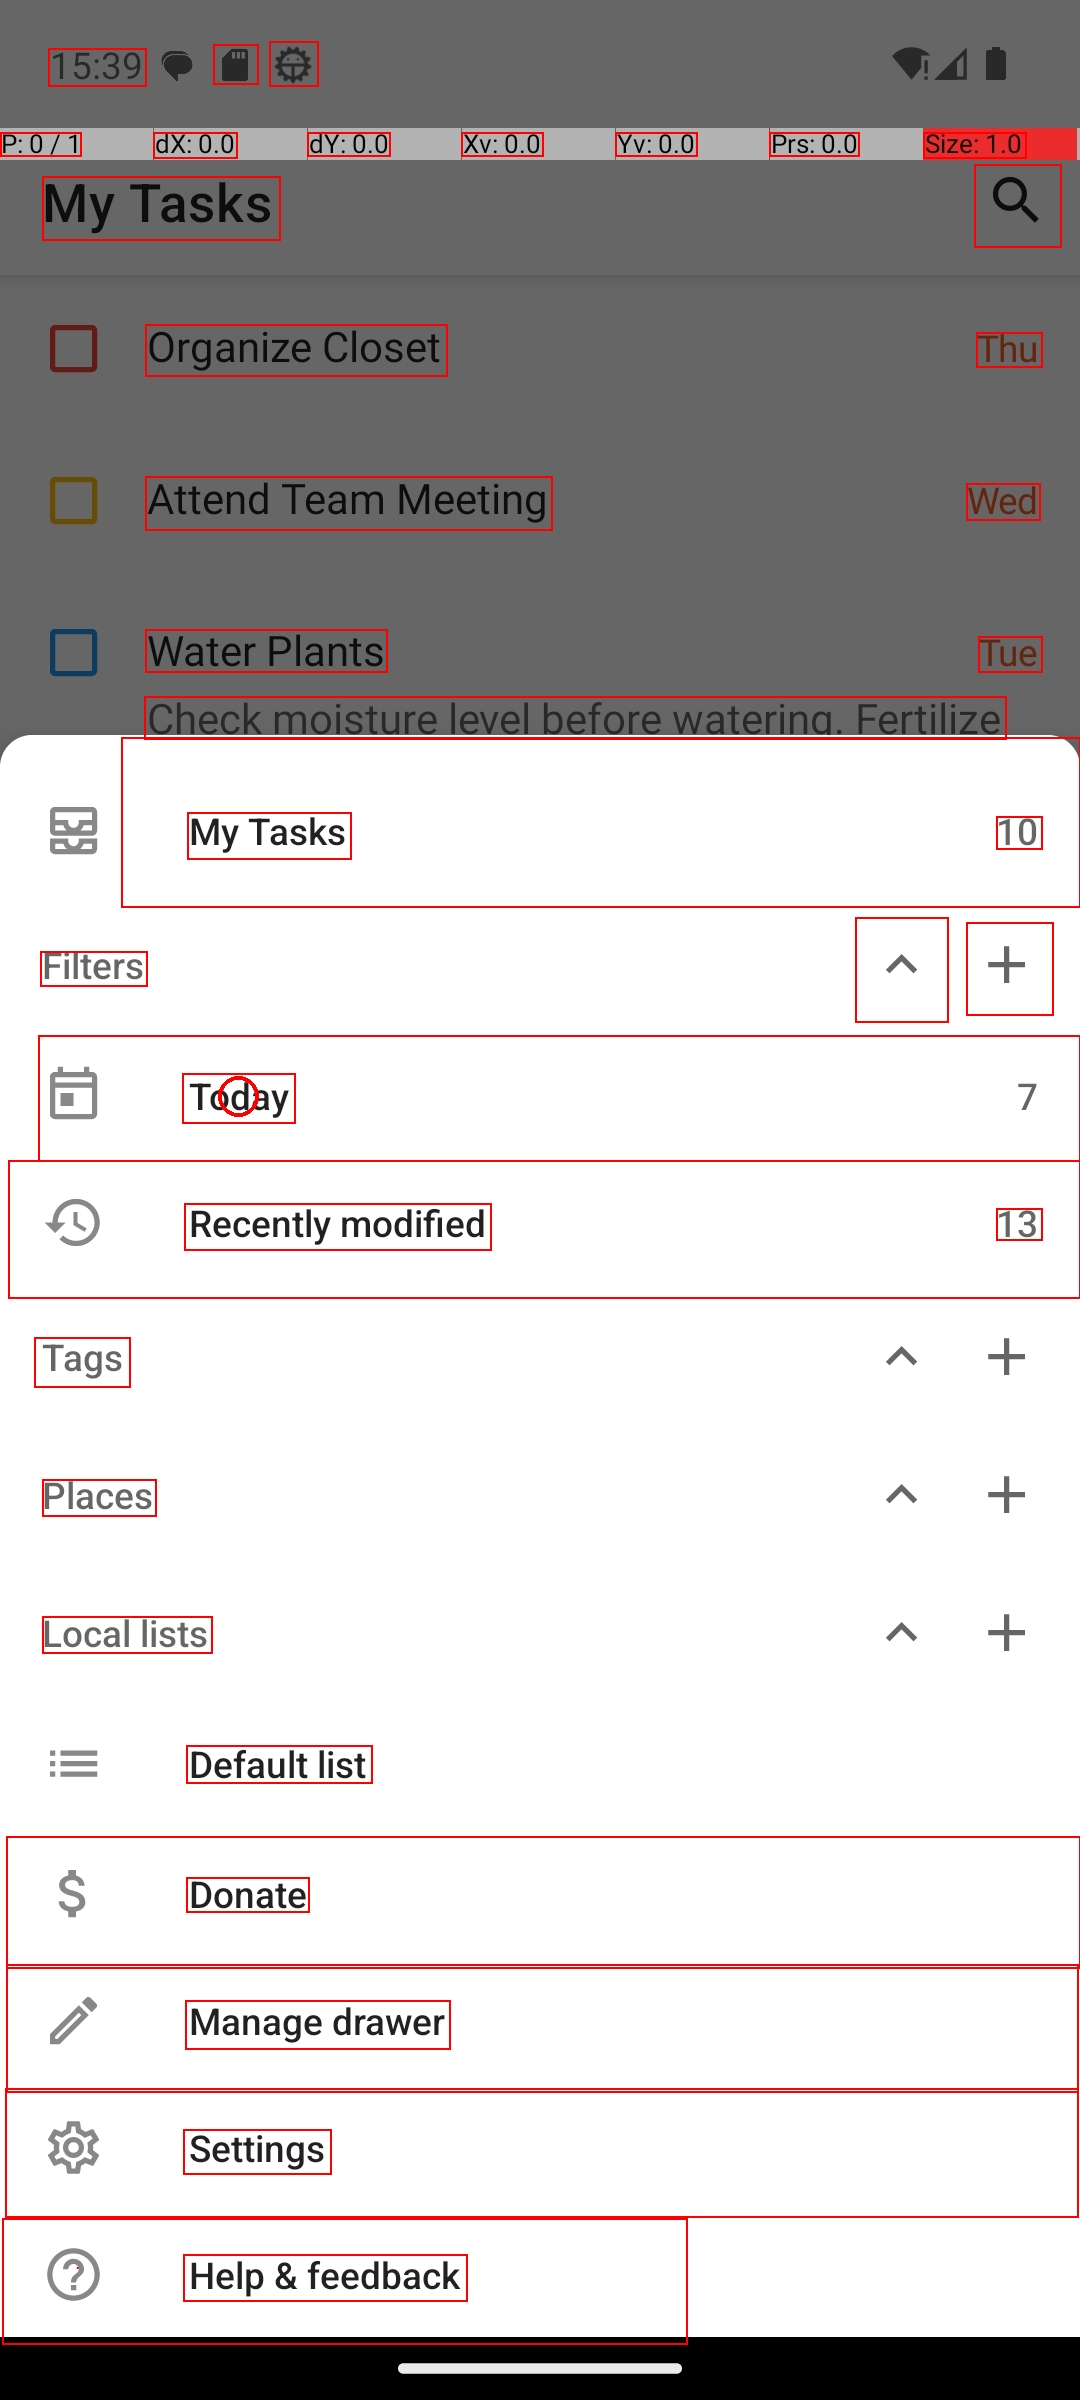 15:39
P: 0 / 1 dX: 0.0 dY: 0.0 Xv: 0.0 Yv: 0.0 Prs: 0.0 Size: 1.0
My Tasks
Organize Closet Thu
Attend Team Meeting Wed
Water Plants Tue
Check moisture level before watering. Fertilize
My Tasks 10
Filters
Today 7
Recently modified 13
Tags
Places
Local lists
Default list
Donate
Manage drawer
Settings
Help & feedback